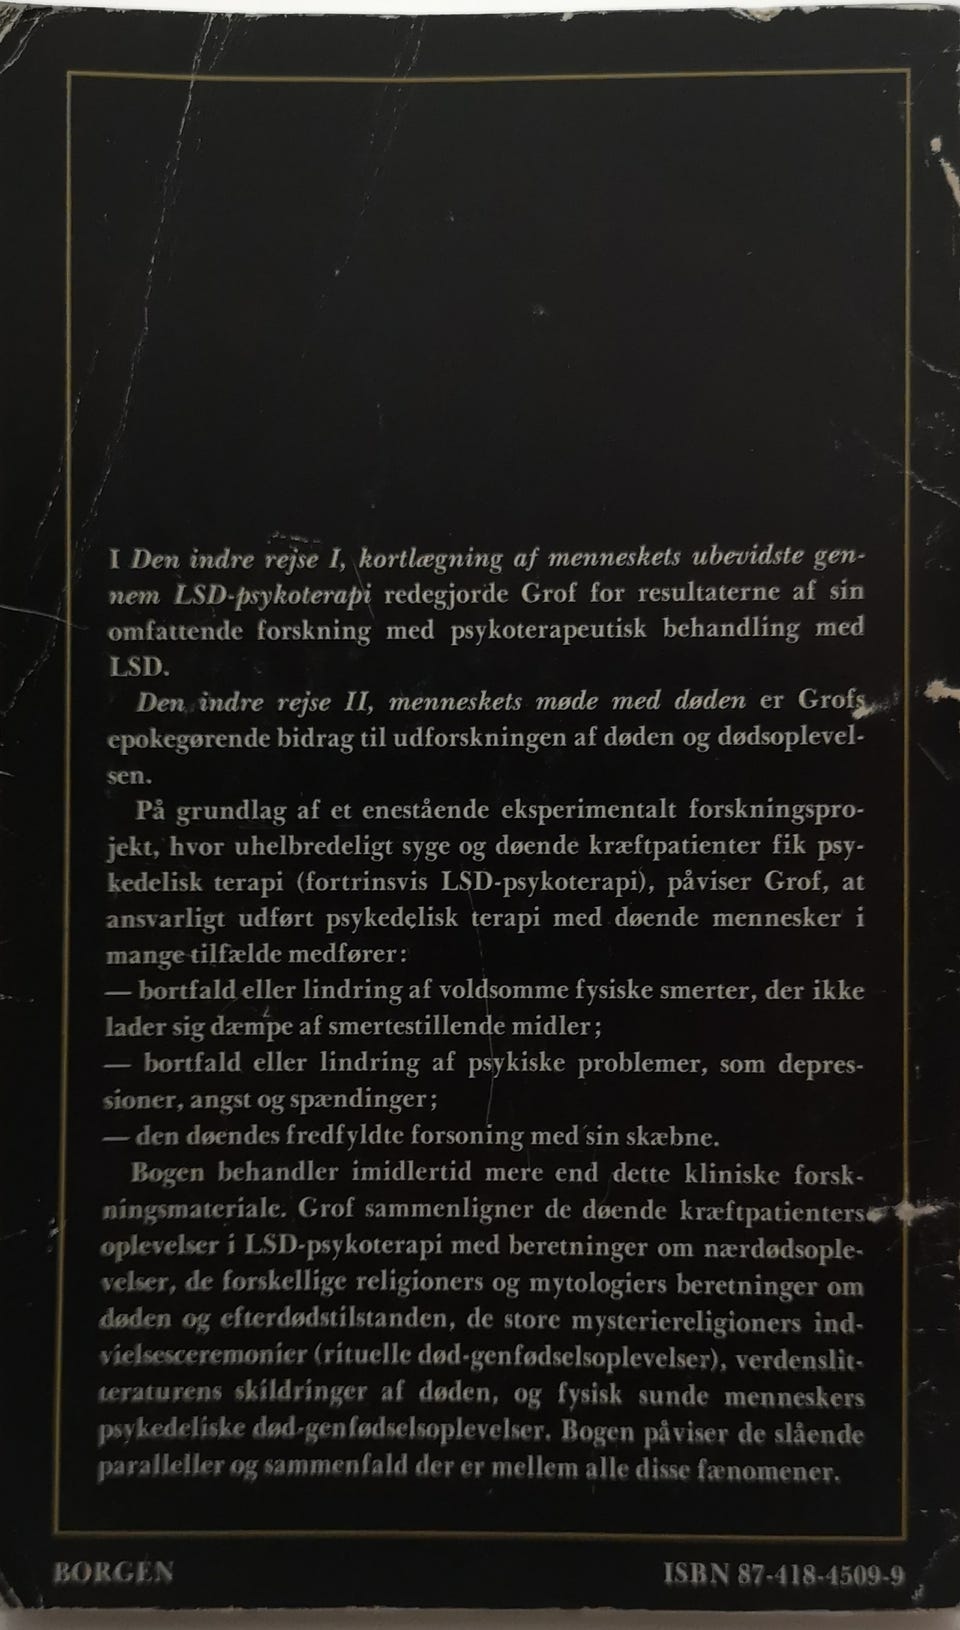 I Den indre rejse I, kortlægning af menneskets ubevidste gen-
nem LSD-psykoterapi redegjorde Grof for resultaterne af sin
omfattende forskning med psykoterapeutisk behandling med
LSD.
Den indre rejse II, menneskets møde med døden er Grofs
epokegørende bidrag til udforskningen af døden og dødsoplevel-
sen.
På grundlag af et enestående eksperimentalt forskningspro-
jekt, hvor uhelbredeligt syge og døende kræftpatienter fik psy-
kedelisk terapi (fortrinsvis LSD-psykoterapi), påviser Grof, at
ansvarligt udført psykedelisk terapi med døende mennesker i
mange tilfælde medfører:
— bortfald eller lindring af voldsomme fysiske smerter, der ikke
lader sig dæmpe af smertestillende midler;
— bortfald eller lindring af psykiske problemer, som depres-
sioner, angst og spændinger;
— den døendes fredfyldte forsoning med sin skæbne.
Bogen behandler imidlertid mere end dette kliniske forsk-
ningsmateriale. Grof sammenligner de døende kræftpatienters
oplevelser i LSD-psykoterapi med beretninger om nærdødsople-
velser, de forskellige religioners og mytologiers beretninger om
døden og efterdødstilstanden, de store mysteriereligioners ind-
vielsesceremonier (rituelle død-genfødselsoplevelser), verdenslit-
teraturens skildringer af døden, og fysisk sunde menneskers
psykedeliske død-genfødselsoplevelser. Bogen påviser de slående
paralleller og sammenfald der er mellem alle disse fænomener.
BORGEN
ISBN 87-418-4509-9